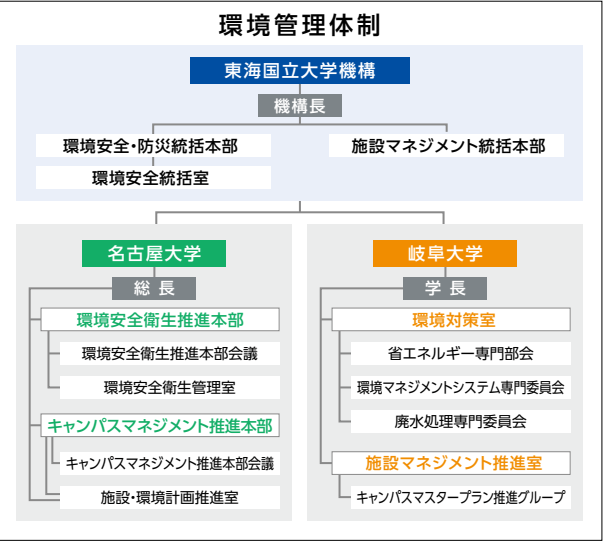 環境管理体制
東海国立大学機構
機構長
環境安全・防災統括本部
施設マネジメント統括本部
環境安全統括室
名古屋大学
総 長
環境安全衛生推進本部
環境安全衛生推進本部会議
環境安全衛生管理室
キャンパスマネジメント推進本部
キャンパスマネジメント推進本部会議
施設・環境計画推進室
岐阜大学
学 長
環境対策室
省エネルギー専門部会
環境マネジメントシステム専門委員会
廃水処理専門委員会
施設マネジメント推進室
キャンパスマスタープラン推進グループ